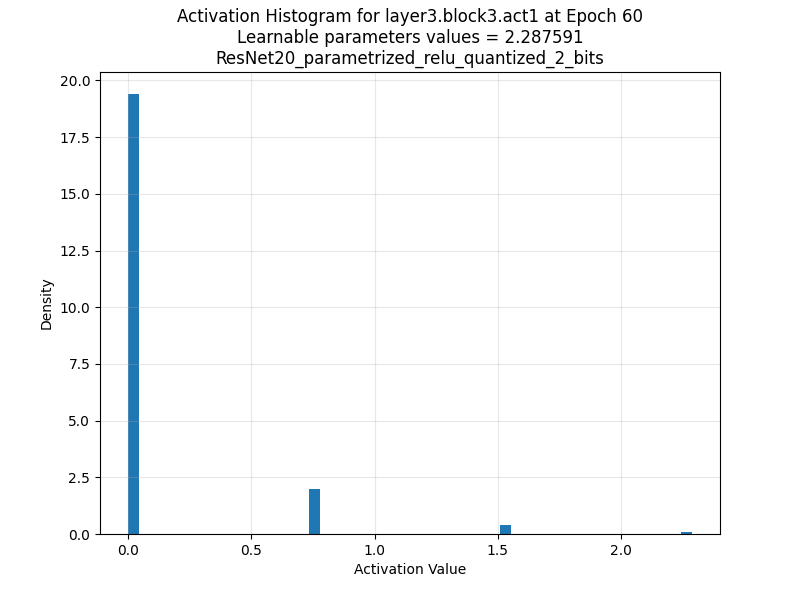 Activation Histogram for layer3.block3.act1 at Epoch 60
Learnable parameters values = 2.287591
ResNet20_parametrized_relu_quantized_2_bits
20.0
17.5
15.0
12.5
10.0
7.5
5.0
2.5
0.0
Density
0.0 0.5 1.0 1.5 2.0
Activation Value